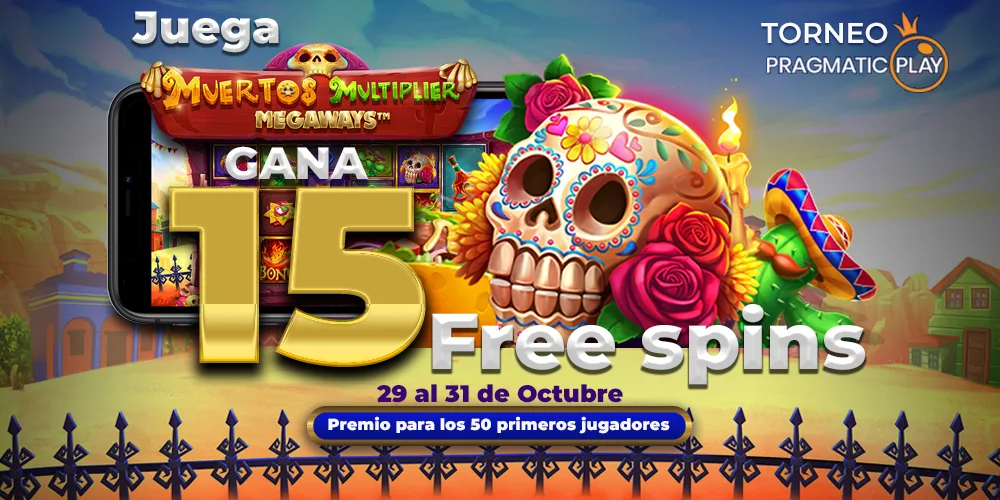 Juega
MUERTOS MULTIPLIER
MEGAWAYS™
GANA
15
Free spins
29 al 31 de Octubre
Premio para los 50 primeros jugadores
TORNEO
PRAGMATIC PLAY
BONUS